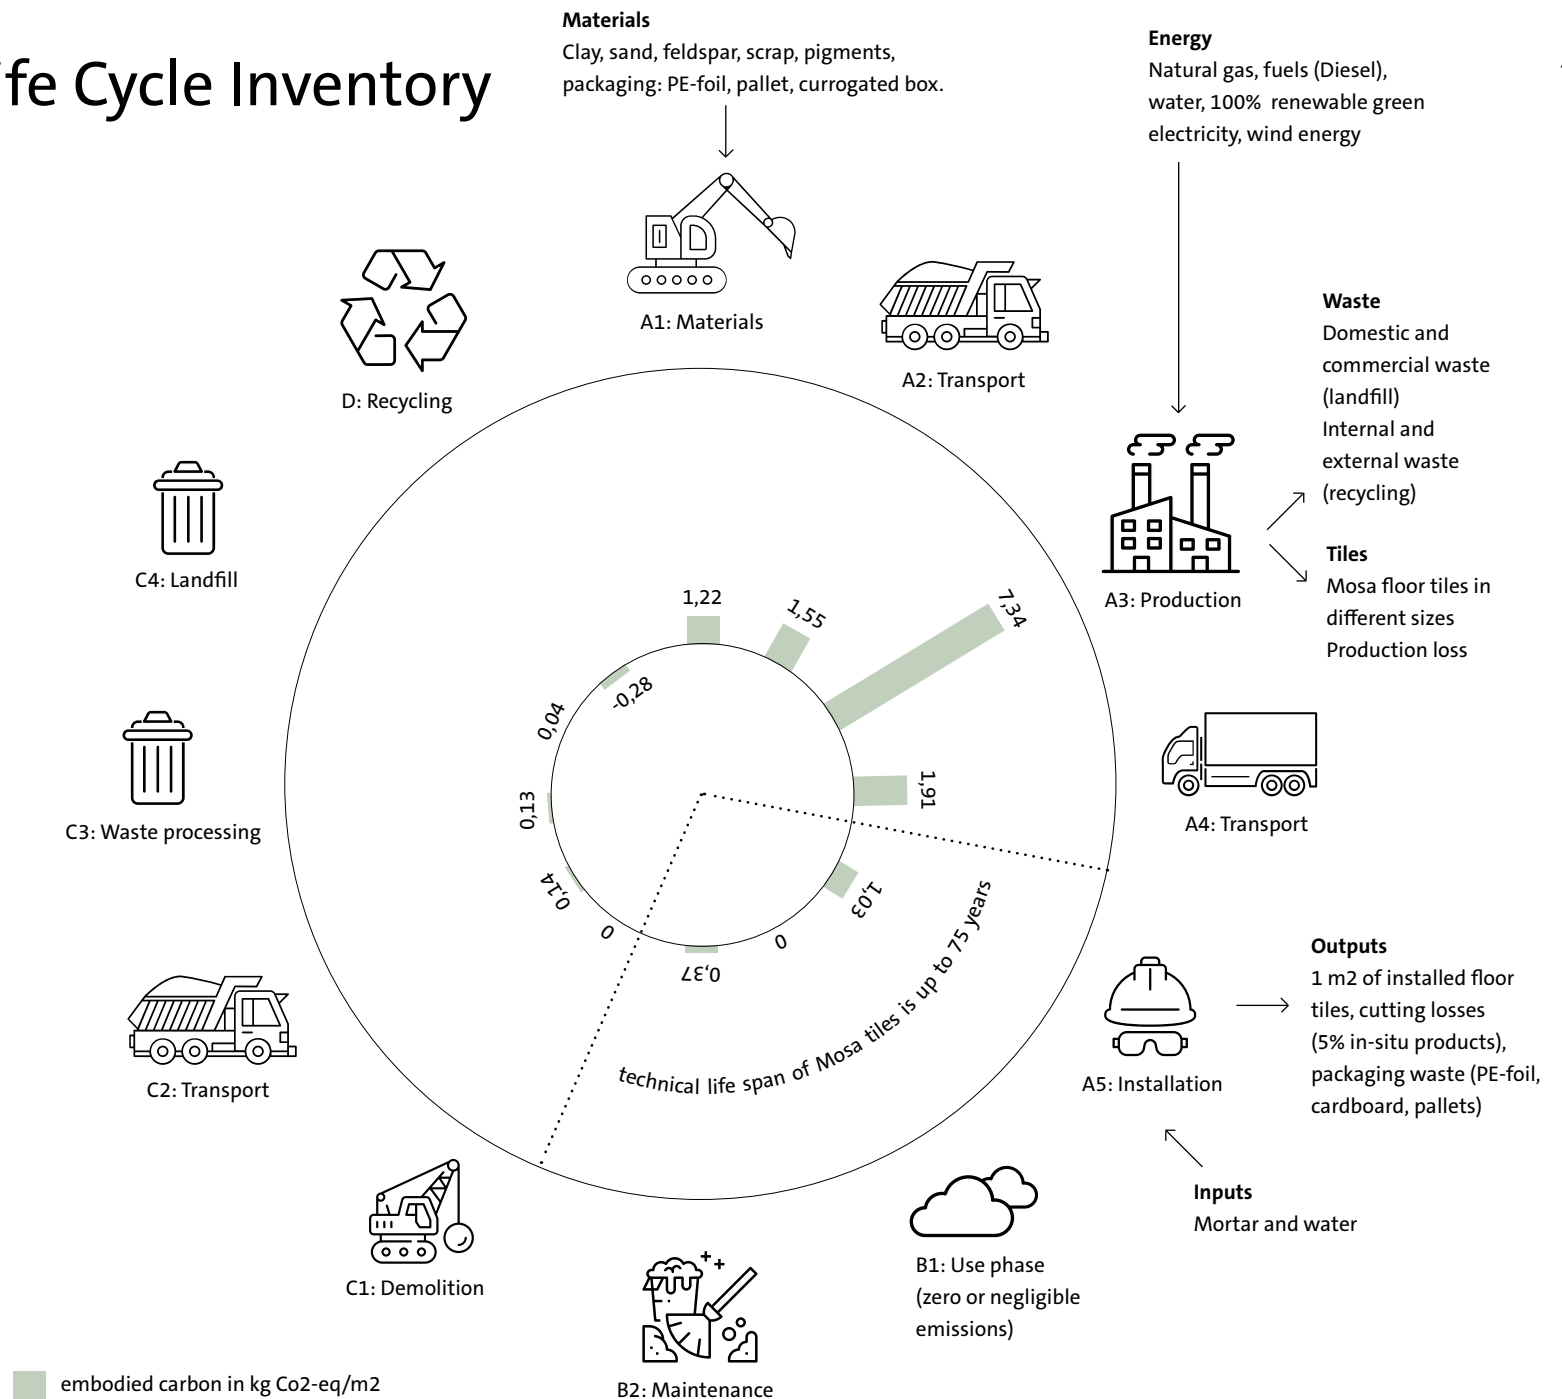 ife Cycle Inventory
Materials
Clay, sand, feldspar, scrap, pigments,
packaging: PE-foil, pallet, currogated box.
Energy
Natural gas, fuels (Diesel),
water, 100% renewable green
electricity, wind energy
A1: Materials
A2: Transport
D: Recycling
Waste
Domestic and
commercial waste
(landfill)
Internal and
external waste
(recycling)
Tiles
Mosa floor tiles in
different sizes
Production loss
A3: Production
C4: Landfill
1,22
1,55
7,34
1,91
1,03
0
0,37
0
0,14
0,13
0,04
-0,28
technical life span of Mosa tiles is up to 75 years
C3: Waste processing
A4: Transport
Outputs
1 m2 of installed floor
tiles, cutting losses
(5% in-situ products),
packaging waste (PE-foil,
cardboard, pallets)
A5: Installation
C2: Transport
Inputs
Mortar and water
B1: Use phase
(zero or negligible
emissions)
C1: Demolition
B2: Maintenance
embodied carbon in kg Co2-eq/m2